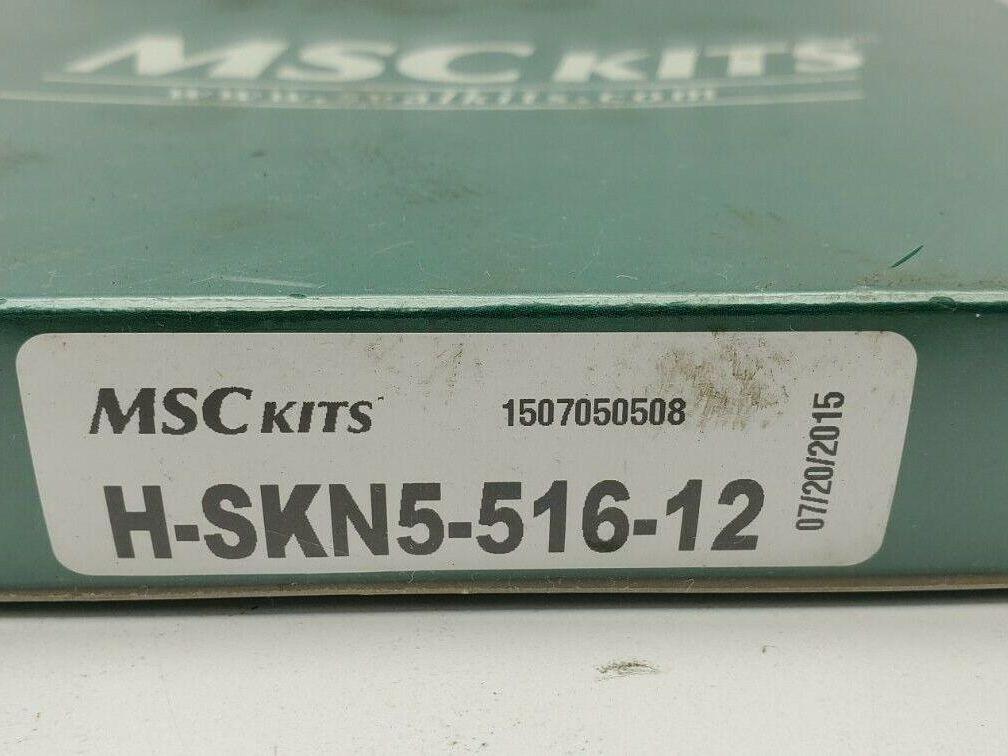 MSC KITS
MSC KITS 1507050508
H-SKN5-516-12
07/20/2015